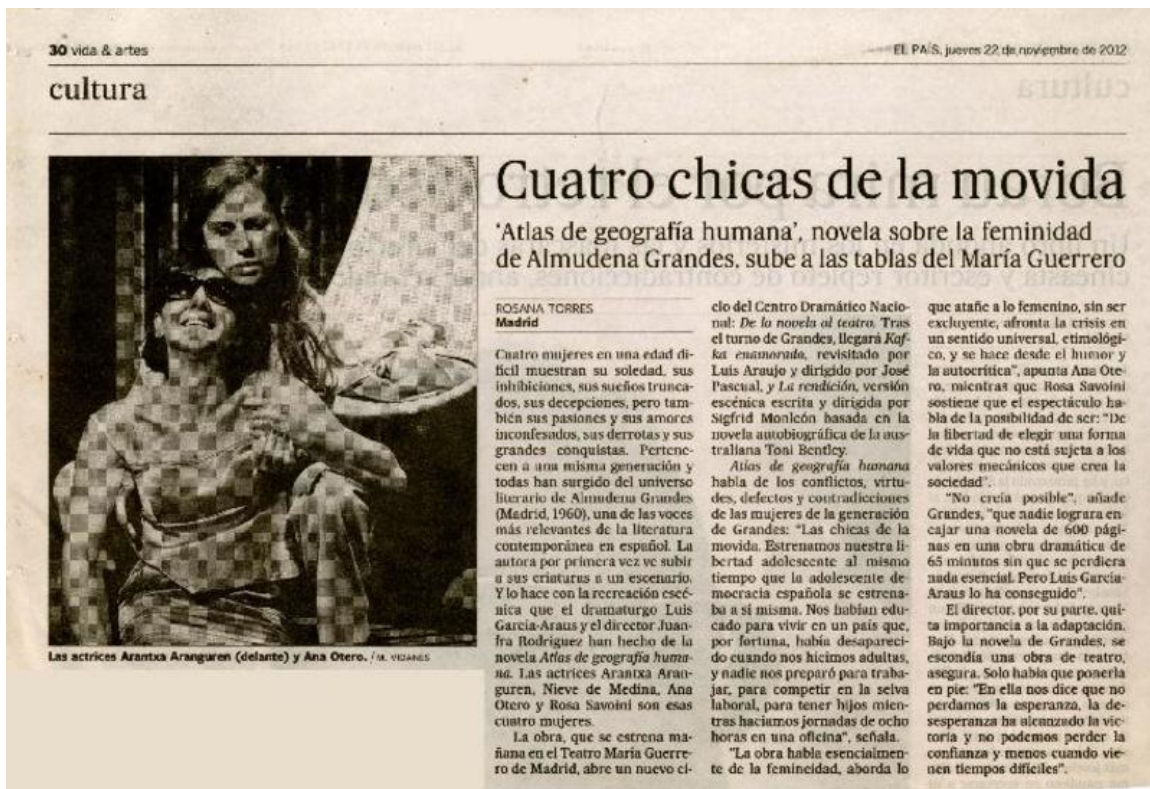 30 vida & artes
EL PAÍS, jueves 22 de noviembre de 2012
cultura
Cuatro chicas de la movida
‘Atlas de geografía humana’, novela sobre la feminidad
de Almudena Grandes, sube a las tablas del María Guerrero
Las actrices Arantxa Aranguren (delante) y Ana Otero. / M. VIDANES
ROSANA TORRES
Madrid
Cuatro mujeres en una edad di-
fícil muestran su soledad, sus
inhibiciones, sus sueños trunca-
dos, sus decepciones, pero tam-
bién sus pasiones y sus amores
inconfesados, sus derrotas y sus
grandes conquistas. Pertene-
cen a una misma generación y
todas han surgido del universo
literario de Almudena Grandes
(Madrid, 1960), una de las voces
más relevantes de la literatura
contemporánea en español. La
autora por primera vez ve subir
a sus criaturas a un escenario.
Y lo hace con la recreación escé-
nica que el dramaturgo Luis
García-Araus y el director Juan-
fra Rodríguez han hecho de la
novela Atlas de geografía huma-
na. Las actrices Arantxa Aran-
guren, Nieve de Medina, Ana
Otero y Rosa Savoini son esas
cuatro mujeres.
La obra, que se estrena ma-
ñana en el Teatro María Guerre-
ro de Madrid, abre un nuevo ci-
clo del Centro Dramático Nacio-
nal: De la novela al teatro. Tras
el turno de Grandes, llegará Kaf-
ka enamorado, revisitado por
Luis Araujo y dirigido por José
Pascual, y La rendición, versión
escénica escrita y dirigida por
Sigfrid Monleón basada en la
novela autobiográfica de la aus-
traliana Toni Bentley.
Atlas de geografía humana
habla de los conflictos, virtu-
des, defectos y contradicciones
de las mujeres de la generación
de Grandes: “Las chicas de la
movida. Estrenamos nuestra li-
bertad adolescente al mismo
tiempo que la adolescente de-
mocracia española se estrena-
ba a sí misma. Nos habían edu-
cado para vivir en un país que,
por fortuna, había desapareci-
do cuando nos hicimos adultas,
y nadie nos preparó para traba-
jar, para competir en la selva
laboral, para tener hijos mien-
tras hacíamos jornadas de ocho
horas en una oficina”, señala.
“La obra habla esencialmen-
te de la femineidad, aborda lo
que atañe a lo femenino, sin ser
excluyente, afronta la crisis en
un sentido universal, etimológi-
co, y se hace desde el humor y
la autocrítica”, apunta Ana Ote-
ro, mientras que Rosa Savoini
sostiene que el espectáculo ha-
bla de la posibilidad de ser: “De
la libertad de elegir una forma
de vida que no está sujeta a los
valores mecánicos que crea la
sociedad”.
“No creía posible”, añade
Grandes, “que nadie lograra en-
cajar una novela de 600 pági-
nas en una obra dramática de
65 minutos sin que se perdiera
nada esencial. Pero Luis García-
Araus lo ha conseguido”.
El director, por su parte, qui-
ta importancia a la adaptación.
Bajo la novela de Grandes, se
escondía una obra de teatro,
asegura. Solo había que ponerla
en pie: “En ella nos dice que no
perdamos la esperanza, la de-
sesperanza ha alcanzado la vic-
toria y no podemos perder la
confianza y menos cuando vie-
nen tiempos difíciles”.